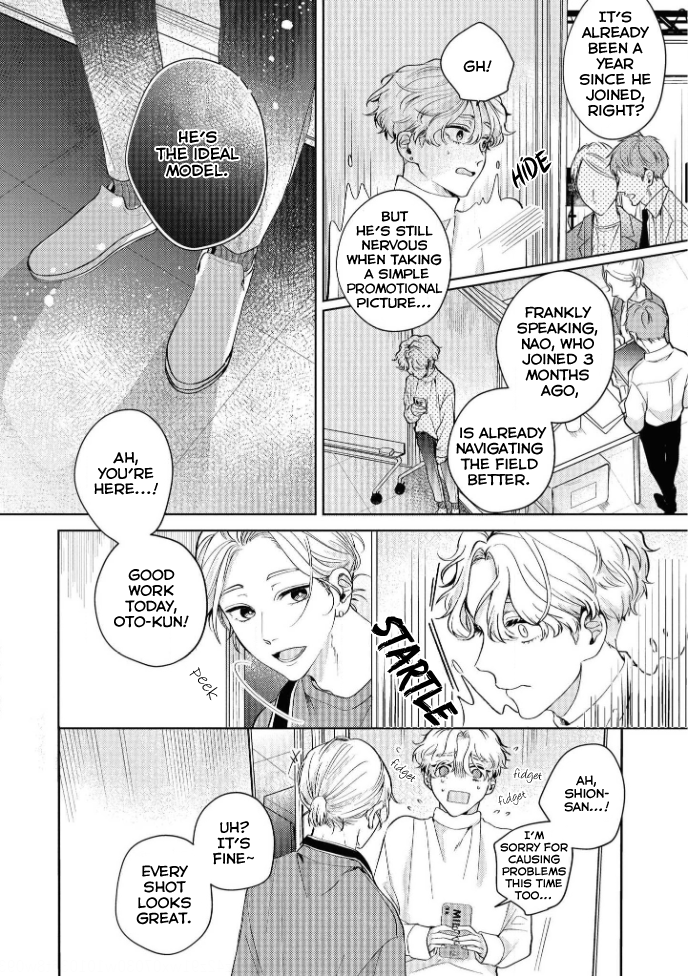 IT'S
ALREADY
BEEN A
YEAR
SINCE HE
JOINED,
RIGHT?
GH!
HIDE
BUT
HE'S STILL
NERVOUS
WHEN TAKING
A SIMPLE
PROMOTIONAL
PICTURE...
FRANKLY
SPEAKING,
NAO, WHO
JOINED 3
MONTHS
AGO,
IS ALREADY
NAVIGATING
THE FIELD
BETTER.
HE'S
THE IDEAL
MODEL.
STARTLE
AH,
YOU'RE
HERE...!
GOOD
WORK
TODAY,
OTO-KUN!
peek
AH,
SHION-
SAN...!
I'M
SORRY FOR
CAUSING
PROBLEMS
THIS TIME
TOO...
fidget
fidget
fidget
UH?
IT'S
FINE~
EVERY
SHOT
LOOKS
GREAT.